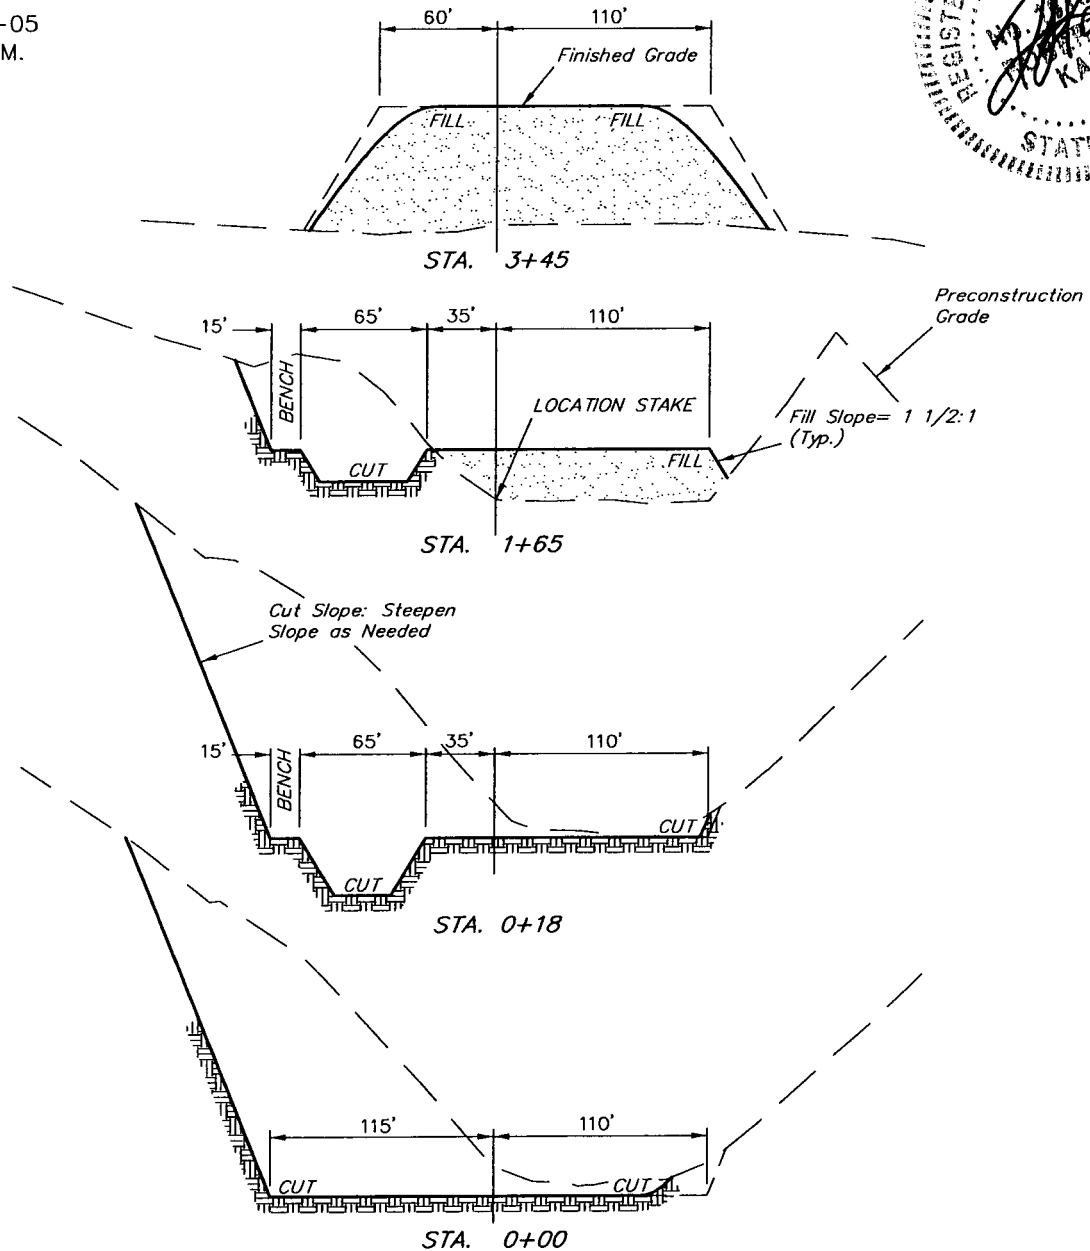 -05
M.
60' 110'
Finished Grade
FILL FILL
STA. 3+45
REGISTE
STAT
Preconstruction
Grade
15' 65' 35' 110'
BENCH
LOCATION STAKE
Fill Slope= 1 1/2:1
(Typ.)
CUT
FILL
STA. 1+65
Cut Slope: Steepen
Slope as Needed
15' 65' 35' 110'
BENCH
CUT
CUT
STA. 0+18
115' 110'
CUT CUT
STA. 0+00